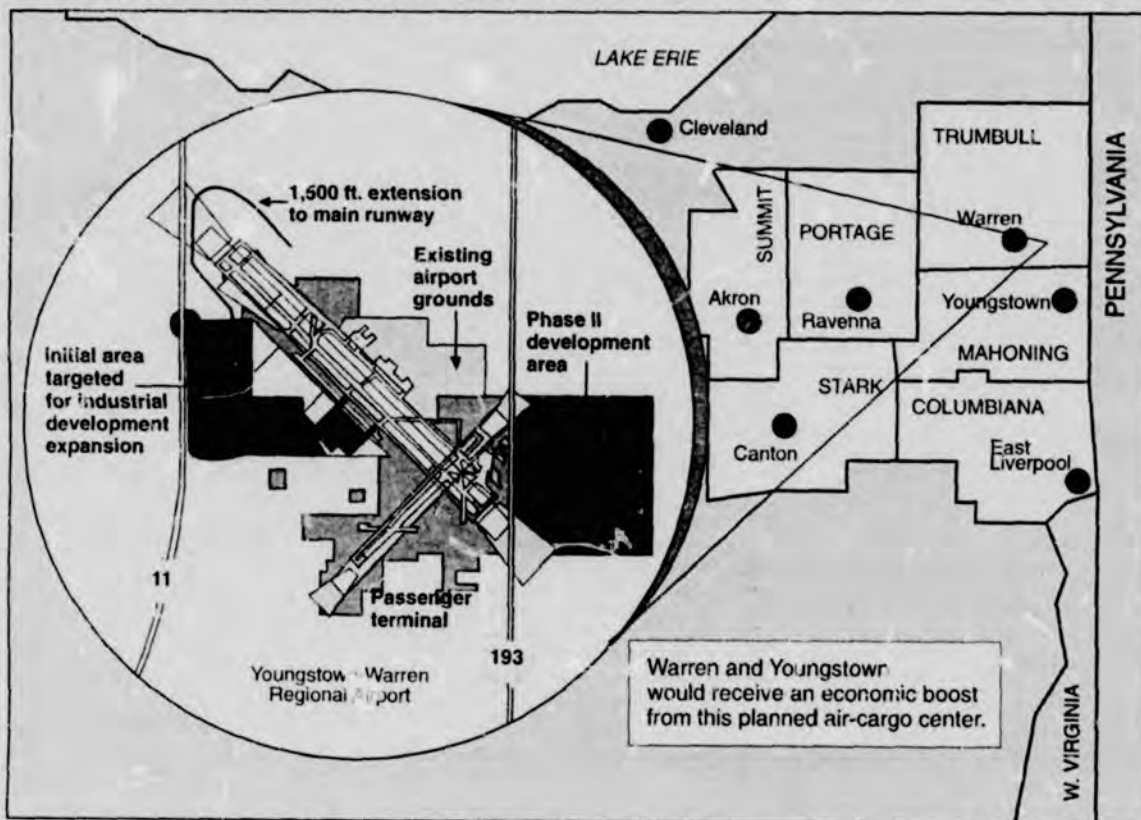 LAKE ERIE
Cleveland
TRUMBULL
PENNSYLVANIA
1,500 ft. extension
to main runway
SUMMIT
PORTAGE
Warren
Existing
airport
grounds
Akron
Ravenna
Youngstown
Phase II
development
area
Initial area
targeted
for industrial
development
expansion
MAHONING
STARK
COLUMBIANA
Canton
East
Liverpool
11
Passenger
terminal
193
Youngstown-Warren
Regional Airport
Warren and Youngstown
would receive an economic boost
from this planned air-cargo center.
W. VIRGINIA